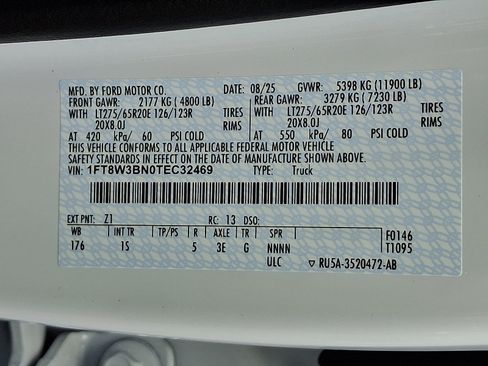 MFD. BY FORD MOTOR CO. DATE: 08/25 GVWR: 5398 KG (11900 LB)
FRONT GAWR: 2177 KG (4800 LB) REAR GAWR: 3279 KG (7230 LB)
WITH LT275/65R20E 126/123R TIRES WITH LT275/65R20E 126/123R TIRES
20X8.0J RIMS 20X8.0J RIMS
AT 420 kPa/ 60 PSI COLD AT 550 kPa/ 80 PSI COLD
THIS VEHICLE CONFORMS TO ALL APPLICABLE FEDERAL MOTOR VEHICLE
SAFETY STANDARDS IN EFFECT ON THE DATE OF MANUFACTURE SHOWN ABOVE.
VIN: 1FT8W3BN0TEC32469 TYPE: Truck
EXT PNT: Z1 RC: 13 DSO:
WB INT TR TP/PS R AXLE TR SPR F0146
176 1S 5 3E G NNNN T1095
ULC ▽ RU5A-3520472-AB